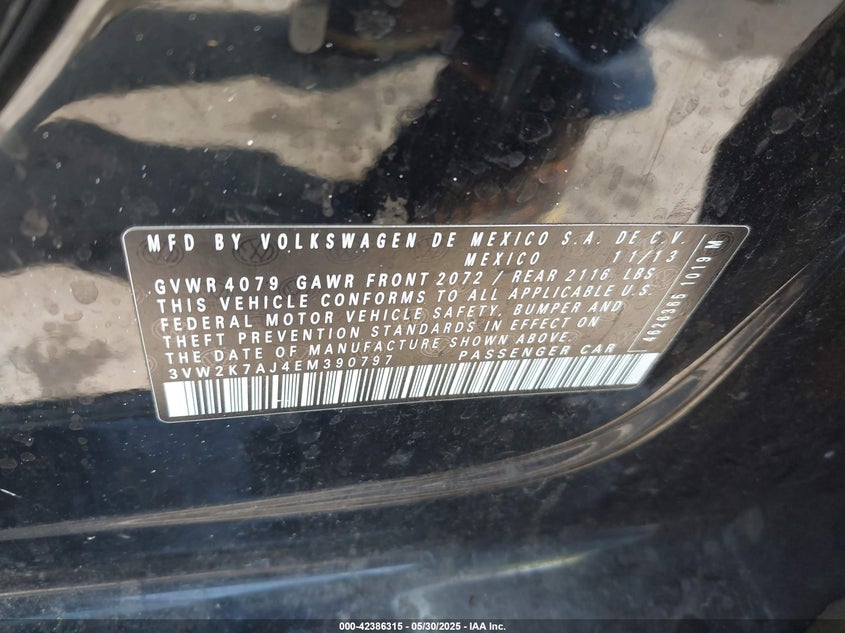 MFD BY VOLKSWAGEN DE MEXICO S.A. DE C.V.
MEXICO 11/13
GVWR 4079 GAWR FRONT 2072 / REAR 2116 LBS
THIS VEHICLE CONFORMS TO ALL APPLICABLE U.S.
FEDERAL MOTOR VEHICLE SAFETY, BUMPER AND
THEFT PREVENTION STANDARDS IN EFFECT ON
THE DATE OF MANUFACTURE SHOWN ABOVE.
3VW2K7AJ4EM390797 PASSENGER CAR
4626386 1019 M
000-42386315 - 05/30/2025 - IAA Inc.